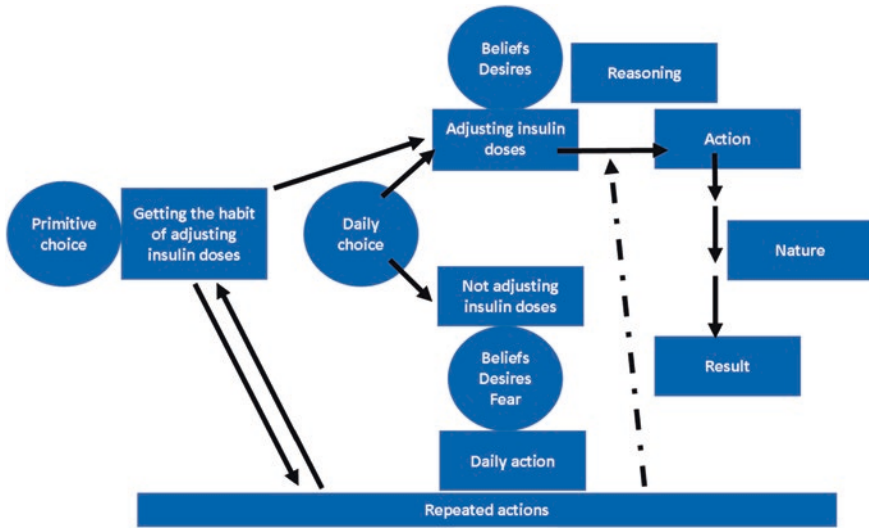 Beliefs
Desires
Reasoning
Adjusting insulin
doses
Action
Primitive
choice
Getting the habit
of adjusting
insulin doses
Daily
choice
Nature
Not adjusting
insulin doses
Beliefs
Desires
Fear
Result
Daily action
Repeated actions